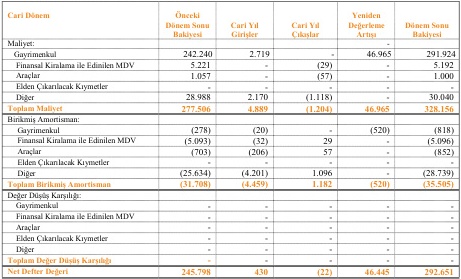 Cari Dönem Önceki Dönem Sonu Bakiyesi Cari Yıl Girişler Cari Yıl Çıkışlar Yeniden Değerleme Artışı Dönem Sonu Bakiyesi
Maliyet: -
Gayrimenkul 242.240 2.719 - 46.965 291.924
Finansal Kiralama ile Edinilen MDV 5.221 - (29) - 5.192
Araçlar 1.057 - (57) - 1.000
Elden Çıkarılacak Kıymetler - - - - -
Diğer 28.988 2.170 (1.118) - 30.040
Toplam Maliyet 277.506 4.889 (1.204) 46.965 328.156
Birikmiş Amortisman:
Gayrimenkul (278) (20) - (520) (818)
Finansal Kiralama ile Edinilen MDV (5.093) (32) 29 - (5.096)
Araçlar (703) (206) 57 - (852)
Elden Çıkarılacak Kıymetler - - - - -
Diğer (25.634) (4.201) 1.096 - (28.739)
Toplam Birikmiş Amortisman (31.708) (4.459) 1.182 (520) (35.505)
Değer Düşüş Karşılığı:
Gayrimenkul - - - - -
Finansal Kiralama ile Edinilen MDV - - - - -
Araçlar - - - - -
Elden Çıkarılacak Kıymetler - - - - -
Diğer - - - - -
Toplam Değer Düşüş Karşılığı - - - - -
Net Defter Değeri 245.798 430 (22) 46.445 292.651